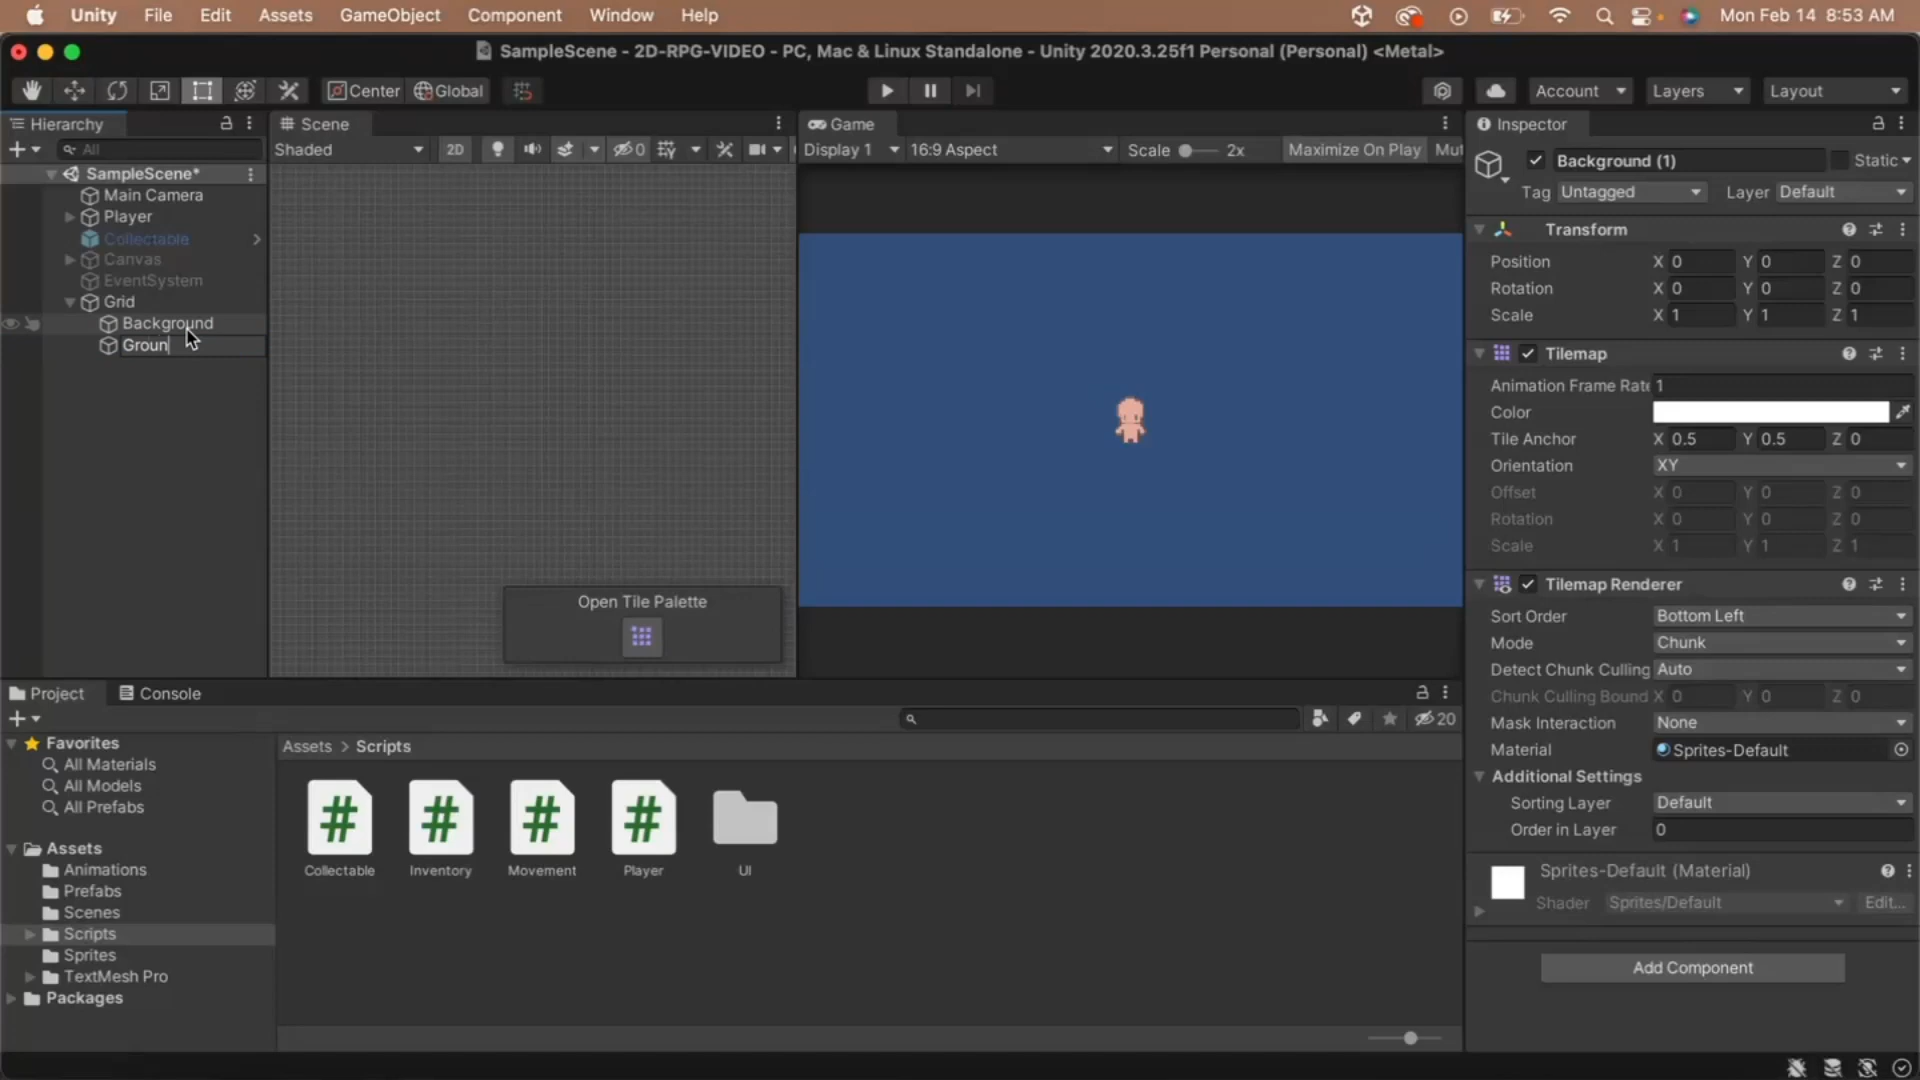 Unity File Edit Assets GameObject Component Window Help Mon Feb 14 8:53 AM
SampleScene - 2D-RPG-VIDEO - PC, Mac & Linux Standalone - Unity 2020.3.25f1 Personal (Personal) <Metal>
Center Global Account Layers Layout
Hierarchy
All
SampleScene*
Main Camera
Player
Collectable
Canvas
EventSystem
Grid
Background
Groun
Scene
Shaded 2D 0
Open Tile Palette
Game
Display 1 16:9 Aspect Scale 2x Maximize On Play Mut
Inspector
Background (1) Static
Tag Untagged Layer Default
Transform
Position X 0 Y 0 Z 0
Rotation X 0 Y 0 Z 0
Scale X 1 Y 1 Z 1
Tilemap
Animation Frame Rate 1
Color
Tile Anchor X 0.5 Y 0.5 Z 0
Orientation XY
Offset X 0 Y 0 Z 0
Rotation X 0 Y 0 Z 0
Scale X 1 Y 1 Z 1
Tilemap Renderer
Sort Order Bottom Left
Mode Chunk
Detect Chunk Culling Auto
Chunk Culling Bound X 0 Y 0 Z 0
Mask Interaction None
Material Sprites-Default
Additional Settings
Sorting Layer Default
Order in Layer 0
Sprites-Default (Material)
Shader Sprites/Default Edit...
Add Component
Project Console
20
Favorites
All Materials
All Models
All Prefabs
Assets
Animations
Prefabs
Scenes
Scripts
Sprites
TextMesh Pro
Packages
Assets > Scripts
# # # #
Collectable Inventory Movement Player UI